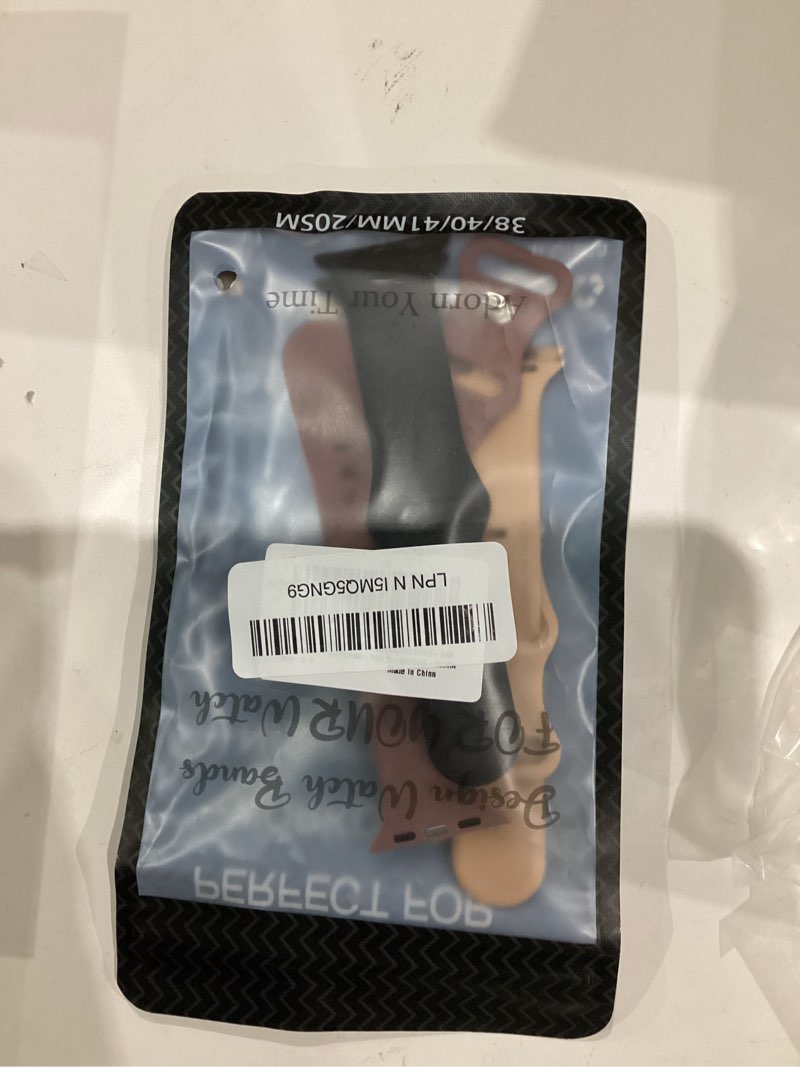 PERFECT FOR
Design Watch Bands
FOR YOUR Watch
Made In China
LPN N I5MQ5GNG9
Adorn Your Time
38/40/41MM/20SM